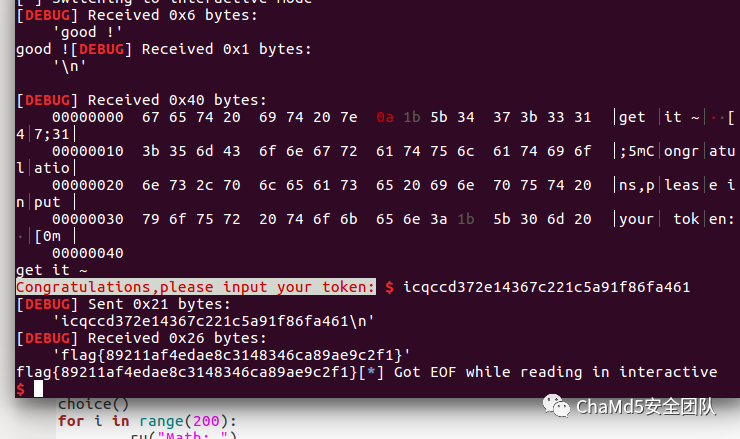 [*] Switching to interactive mode
[DEBUG] Received 0x6 bytes:
'good !'
good ![DEBUG] Received 0x1 bytes:
'\n'
[DEBUG] Received 0x40 bytes:
00000000 67 65 74 20 69 74 20 7e 0a 1b 5b 34 37 3b 33 31 │get │it ~│··[
4│7;31│
00000010 3b 35 6d 43 6f 6e 67 72 61 74 75 6c 61 74 69 6f │;5mC│ongr│atu
l│atio│
00000020 6e 73 2c 70 6c 65 61 73 65 20 69 6e 70 75 74 20 │ns,p│leas│e i
n│put │
00000030 79 6f 75 72 20 74 6f 6b 65 6e 3a 1b 5b 30 6d 20 │your│ tok│en:
·│[0m │
00000040
get it ~
Congratulations,please input your token: $ icqccd372e14367c221c5a91f86fa461
[DEBUG] Sent 0x21 bytes:
'icqccd372e14367c221c5a91f86fa461\n'
[DEBUG] Received 0x26 bytes:
'flag{89211af4edae8c3148346ca89ae9c2f1}'
flag{89211af4edae8c3148346ca89ae9c2f1}[*] Got EOF while reading in interactive
$
choice()
for i in range(200):
ru("Math: ")
ChaMd5安全团队